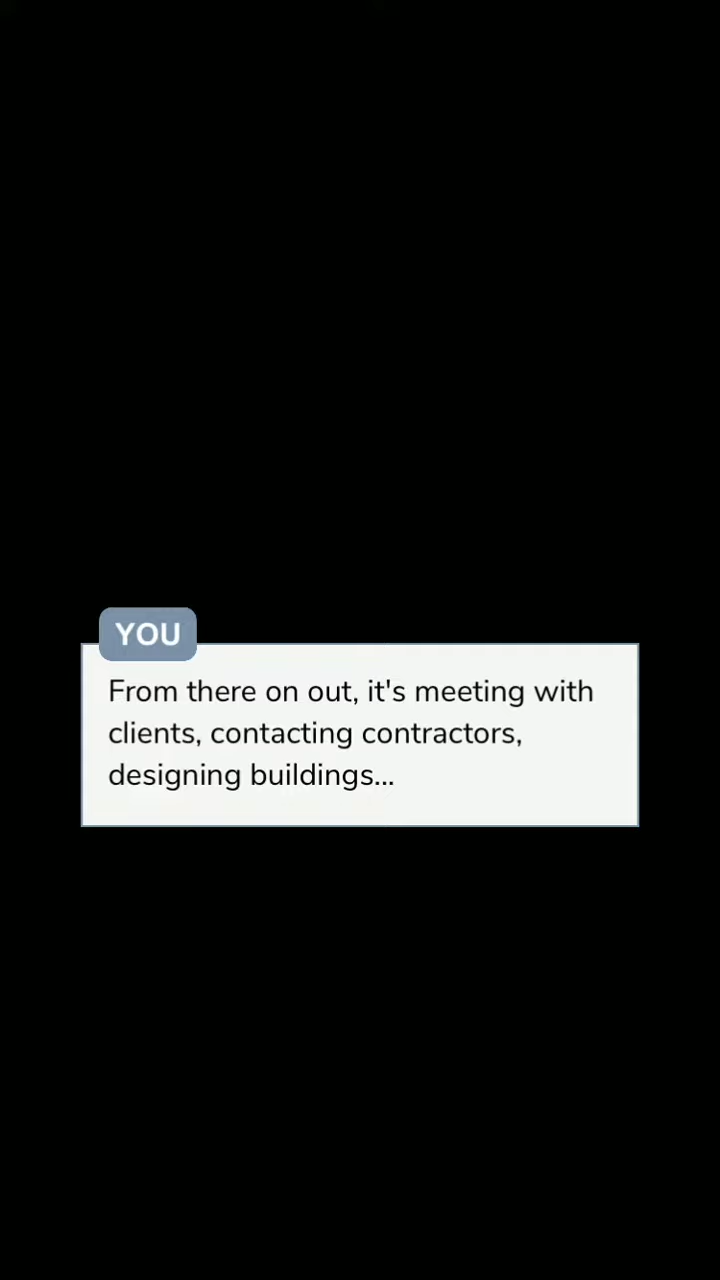 YOU
From there on out, it's meeting with
clients, contacting contractors,
designing buildings...